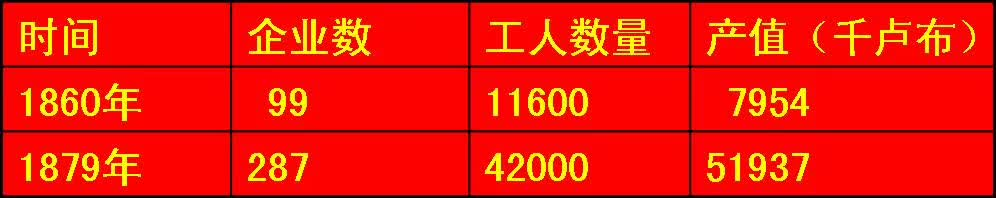 时间 企业数 工人数量 产值（千卢布）
1860年 99 11600 7954
1879年 287 42000 51937